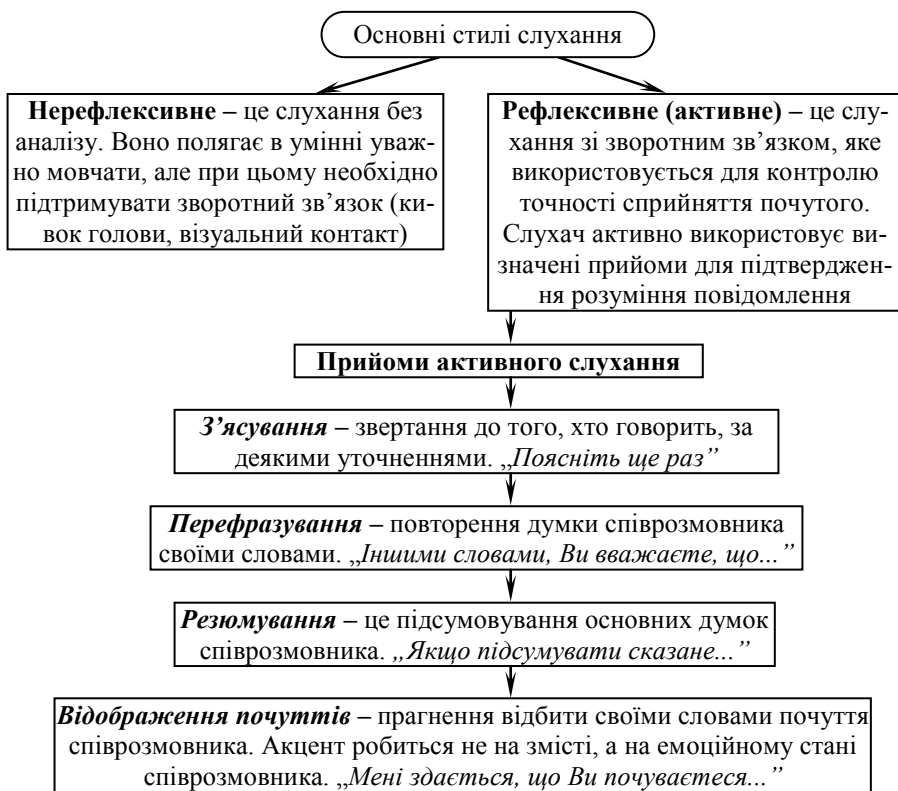 Основні стилі слухання
Нерефлексивне – це слухання без
аналізу. Воно полягає в умінні уваж-
но мовчати, але при цьому необхідно
підтримувати зворотний зв’язок (ки-
вок голови, візуальний контакт)
Рефлексивне (активне) – це слу-
хання зі зворотним зв’язком, яке
використовується для контролю
точності сприйняття почутого.
Слухач активно використовує ви-
значені прийоми для підтверджен-
ня розуміння повідомлення
Прийоми активного слухання
З’ясування – звертання до того, хто говорить, за
деякими уточненнями. „Поясніть ще раз”
Перефразування – повторення думки співрозмовника
своїми словами. „Іншими словами, Ви вважаєте, що...”
Резюмування – це підсумовування основних думок
співрозмовника. „Якщо підсумувати сказане...”
Відображення почуттів – прагнення відбити своїми словами почуття
співрозмовника. Акцент робиться не на змісті, а на емоційному стані
співрозмовника. „Мені здається, що Ви почуваєтеся...”